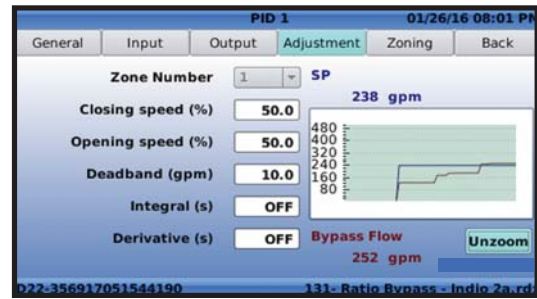 PID 1 01/26/16 08:01 PM
General Input Output Adjustment Zoning Back
Zone Number 1 SP
238 gpm
Closing speed (%) 50.0
Opening speed (%) 50.0
Deadband (gpm) 10.0
Integral (s) OFF
Derivative (s) OFF
480
400
320
240
160
80
Bypass Flow
252 gpm
Unzoom
D22-356917051544190 131- Ratio Bypass - Indio 2a.rd